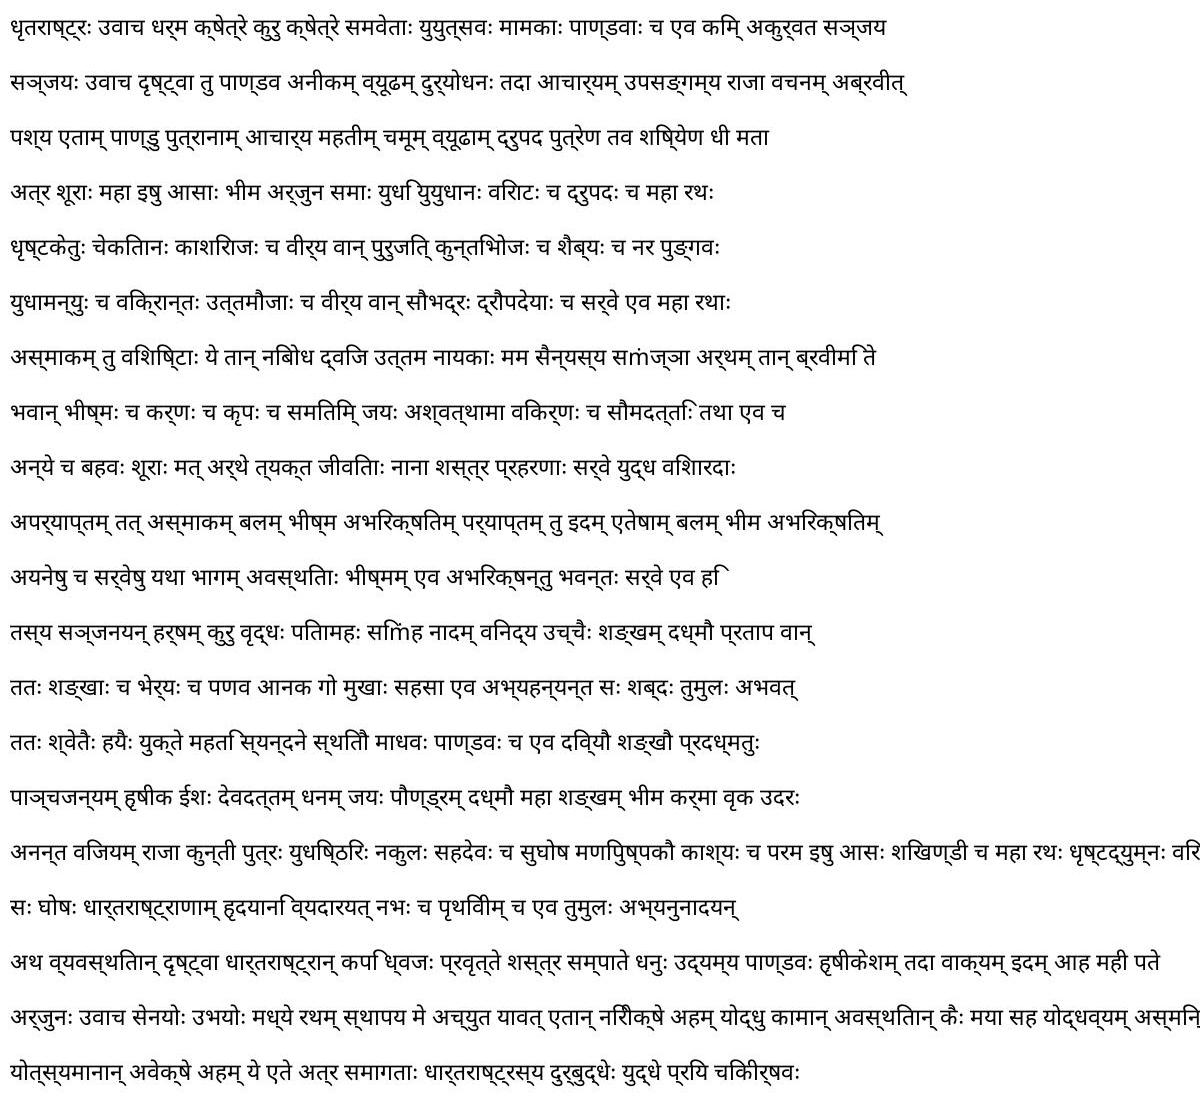 धृतराष्ट्रः उवाच धर्म क्षेत्रे कुरु क्षेत्रे समवेताः युयुत्सवः मामकाः पाण्डवाः च एव किम् अकुर्वत सञ्जय
सञ्जयः उवाच दृष्ट्वा तु पाण्डव अनीकम् व्यूढम् दुर्योधनः तदा आचार्यम् उपसङ्गम्य राजा वचनम् अब्रवीत्
पश्य एताम् पाण्डु पुत्रानाम् आचार्य महतीम् चमूम् व्यूढाम् द्रुपद पुत्रेण तव शिष्येण धी मता
अत्र शूराः महा इषु आसाः भीम अर्जुन समाः युधि युयुधानः विराटः च द्रुपदः च महा रथः
धृष्टकेतुः चेकितानः काशिराजः च वीर्य वान् पुरुजित् कुन्तिभोजः च शैब्यः च नर पुङ्गवः
युधामन्युः च विक्रान्तः उत्तमौजाः च वीर्य वान् सौभद्रः द्रौपदेयाः च सर्वे एव महा रथाः
अस्माकम् तु विशिष्टाः ये तान् निबोध द्विज उत्तम नायकाः मम सैन्यस्य सṁज्ञा अर्थम् तान् ब्रवीमि ते
भवान् भीष्मः च कर्णः च कृपः च समितिम् जयः अश्वत्थामा विकर्णः च सौमदत्तिः तथा एव च
अन्ये च बहवः शूराः मत् अर्थे त्यक्त जीविताः नाना शस्त्र प्रहरणाः सर्वे युद्ध विशारदाः
अपर्याप्तम् तत् अस्माकम् बलम् भीष्म अभिरक्षितम् पर्याप्तम् तु इदम् एतेषाम् बलम् भीम अभिरक्षितम्
अयनेषु च सर्वेषु यथा भागम् अवस्थिताः भीष्मम् एव अभिरक्षन्तु भवन्तः सर्वे एव हि
तस्य सञ्जनयन् हर्षम् कुरु वृद्धः पितामहः सिṁह नादम् विनद्य उच्चैः शङ्खम् दध्मौ प्रताप वान्
ततः शङ्खाः च भेर्यः च पणव आनक गो मुखाः सहसा एव अभ्यहन्यन्त सः शब्दः तुमुलः अभवत्
ततः श्वेतैः हयैः युक्ते महति स्यन्दने स्थितौ माधवः पाण्डवः च एव दिव्यौ शङ्खौ प्रदध्मतुः
पाञ्चजन्यम् हृषीक ईशः देवदत्तम् धनम् जयः पौण्ड्रम् दध्मौ महा शङ्खम् भीम कर्मा वृक उदरः
अनन्त विजयम् राजा कुन्ती पुत्रः युधिष्ठिरः नकुलः सहदेवः च सुघोष मणिपुष्पकौ काश्यः च परम इषु आसः शिखण्डी च महा रथः धृष्टद्युम्नः
सः घोषः धार्तराष्ट्राणाम् हृदयानि व्यदारयत् नभः च पृथिवीम् च एव तुमुलः अभ्यनुनादयन्
अथ व्यवस्थितान् दृष्ट्वा धार्तराष्ट्रान् कपि ध्वजः प्रवृत्ते शस्त्र सम्पाते धनुः उद्यम्य पाण्डवः हृषीकेशम् तदा वाक्यम् इदम् आह मही पते
अर्जुनः उवाच सेनयोः उभयोः मध्ये रथम् स्थापय मे अच्युत यावत् एतान् निरीक्षे अहम् योद्धु कामान् अवस्थितान् कैः मया सह योद्धव्यम्
योत्स्यमानान् अवेक्षे अहम् ये एते अत्र समागताः धार्तराष्ट्रस्य दुर्बुद्धेः युद्धे प्रिय चिकीर्षवः